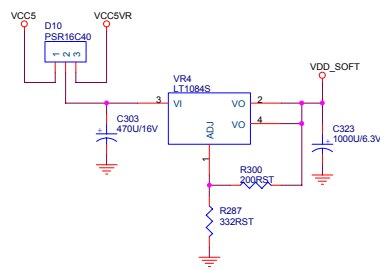 VCC5 VCC5VR
D10
PSR16C40
1 2 3
VR4
LT1084S
VDD_SOFT
3 VI VO 2
VO 4
ADJ
1
C303
470U/16V
C323
1000U/6.3V
R300
200RST
R287
332RST